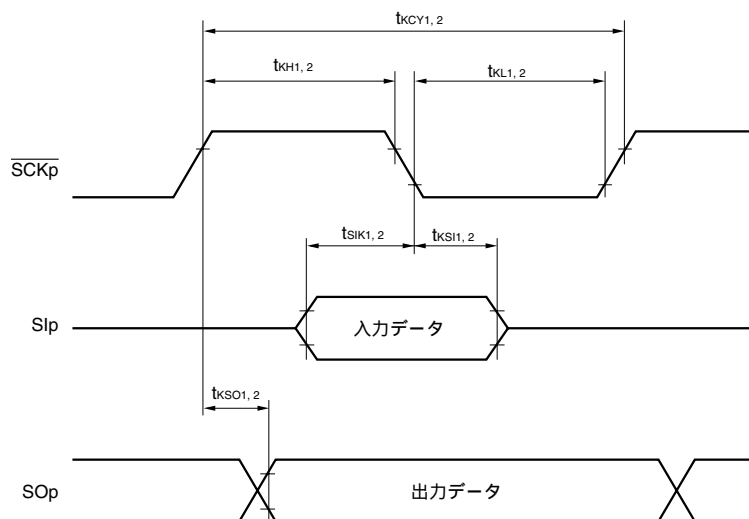 tKCY1, 2
tKH1, 2
tKL1, 2
SCKp
tSIK1, 2
tKSI1, 2
SIp
入力データ
tKSO1, 2
SOp
出力データ